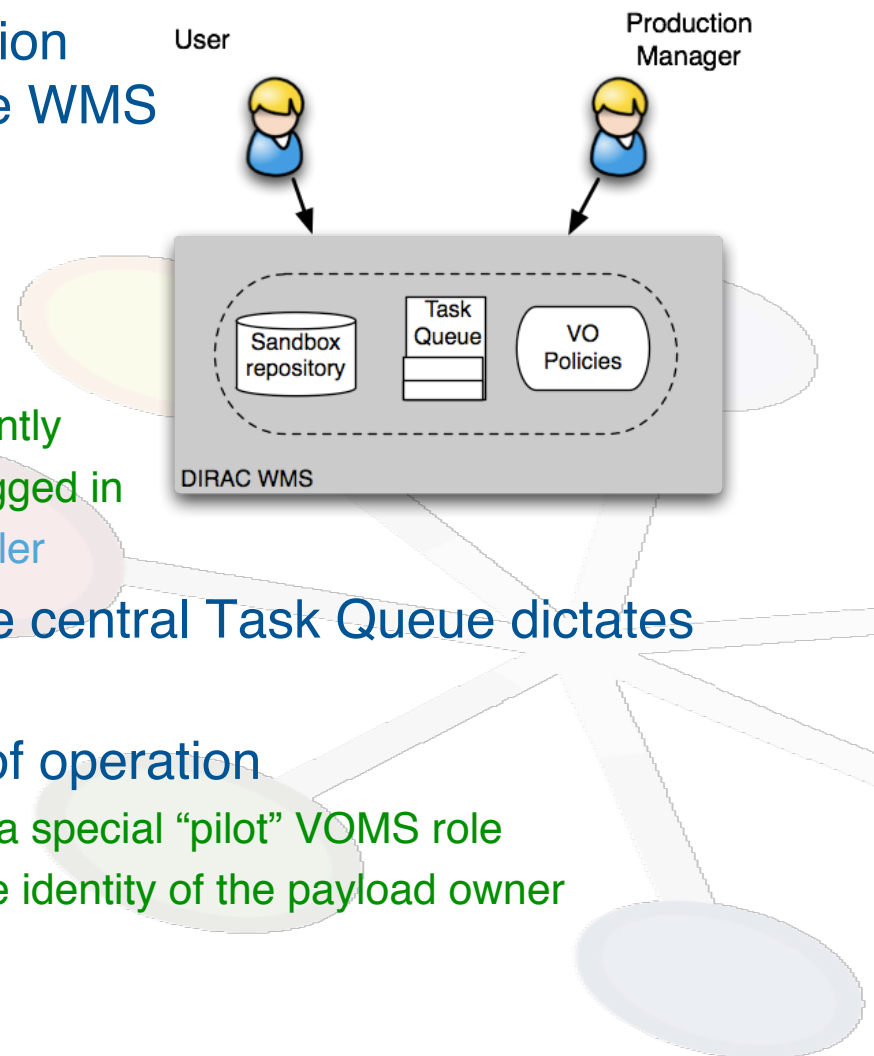 User
Production
Manager
ion
e WMS
Sandbox
repository
Task
Queue
VO
Policies
DIRAC WMS
ntly
gged in
ler
e central Task Queue dictates
of operation
a special “pilot” VOMS role
e identity of the payload owner